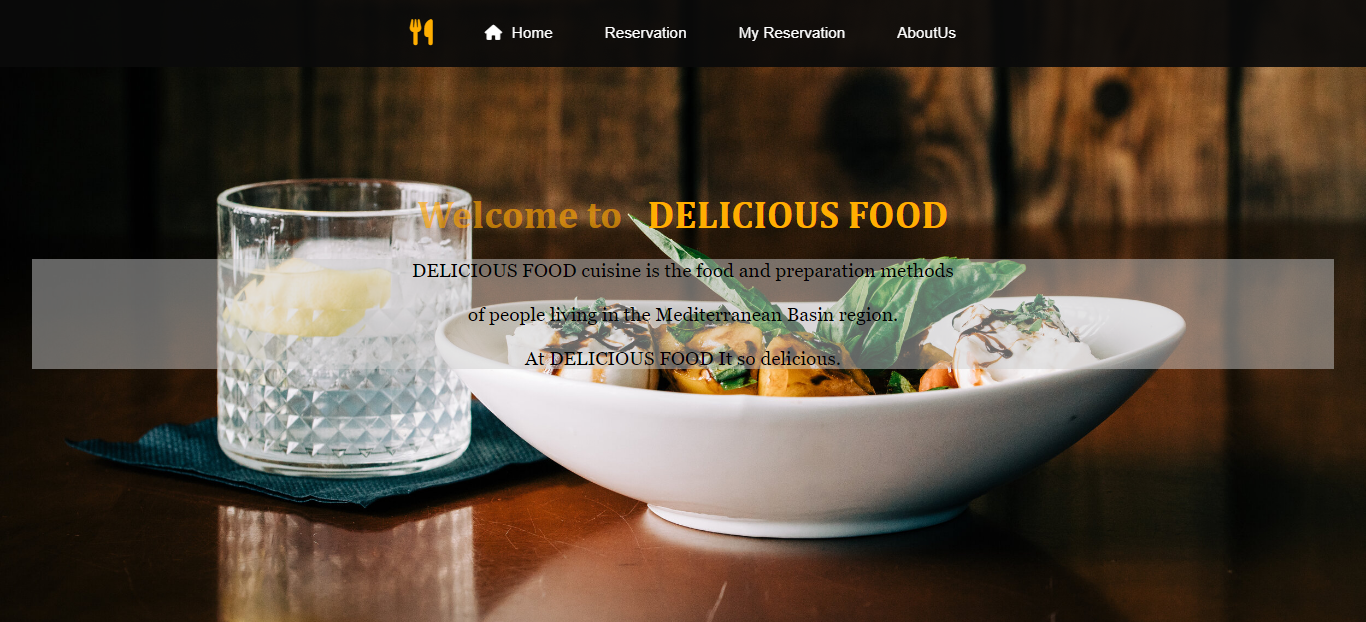 Home Reservation My Reservation AboutUs
Welcome to DELICIOUS FOOD
DELICIOUS FOOD cuisine is the food and preparation methods
of people living in the Mediterranean Basin region.
At DELICIOUS FOOD It so delicious.